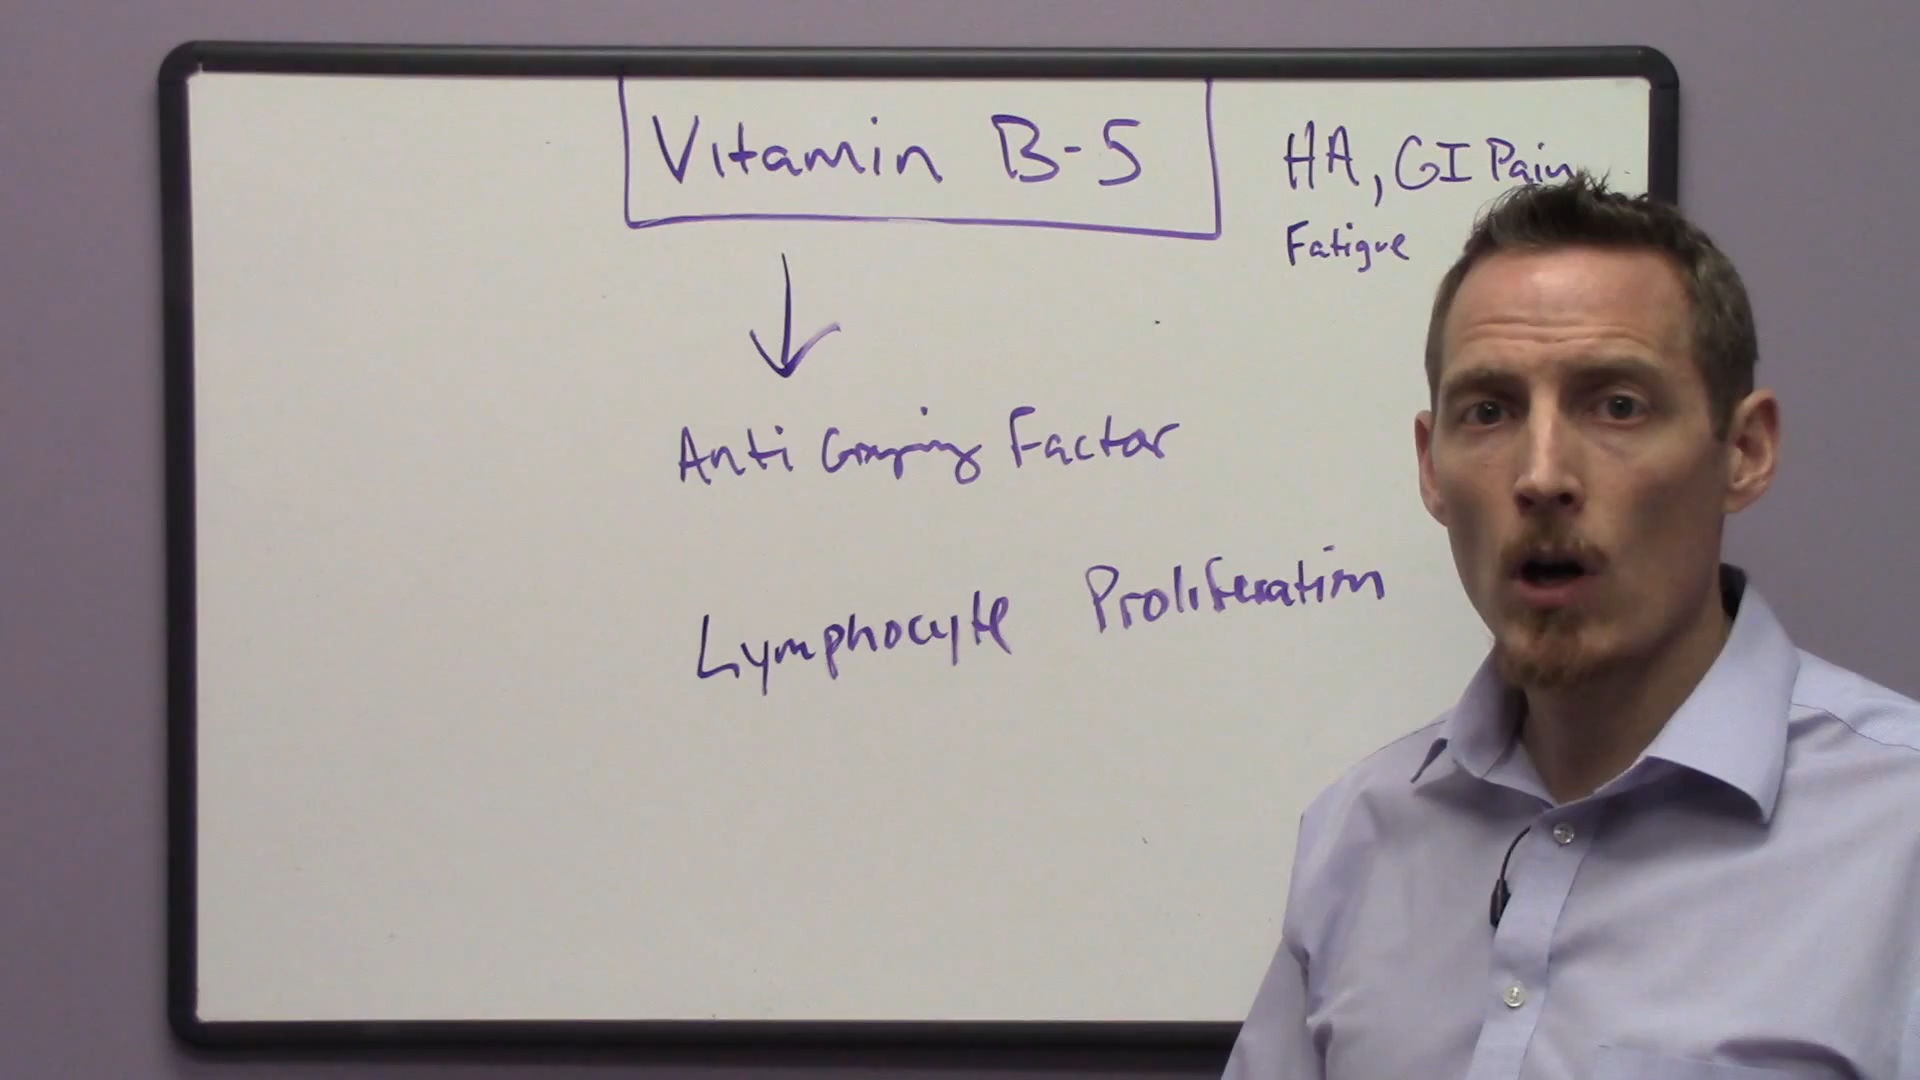 Vitamin B-5
HA, GI Pain
Fatigue
Anti Graying Factor
Lymphocyte Proliferation